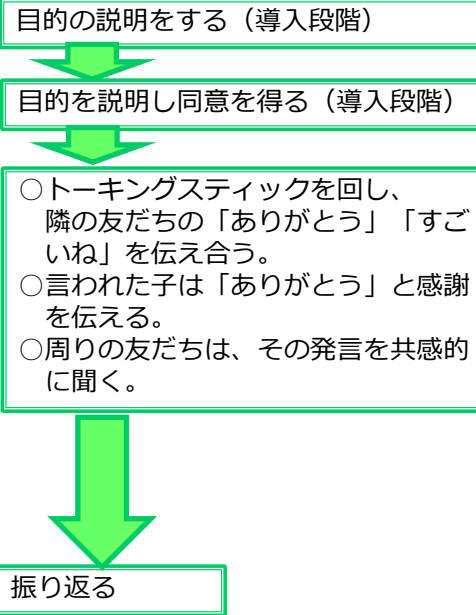 目的の説明をする（導入段階）
目的を説明し同意を得る（導入段階）
○トーキングスティックを回し、
隣の友だちの「ありがとう」「すご
いね」を伝え合う。
○言われた子は「ありがとう」と感謝
を伝える。
○周りの友だちは、その発言を共感的
に聞く。
振り返る